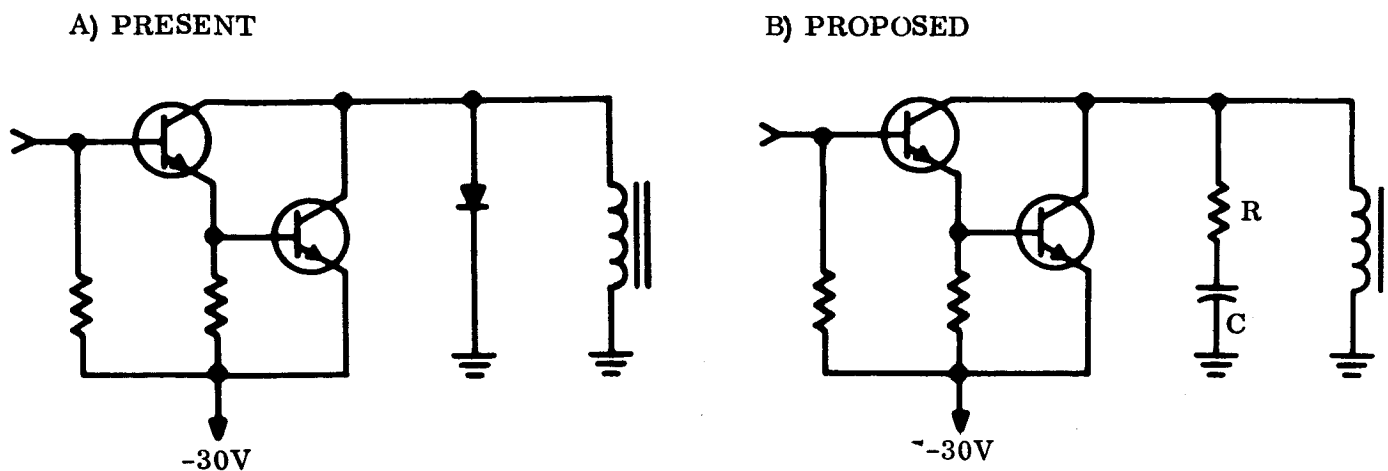 A) PRESENT
B) PROPOSED
R
C
-30V
-30V